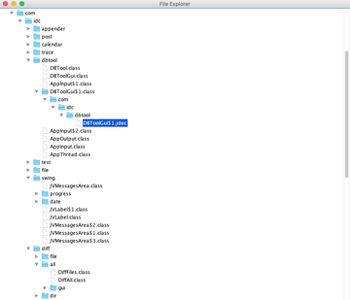 File Explorer
com
idc
appender
post
calendar
trace
dbtool
DBTool.class
DBToolGui.class
AppInput$1.class
DBToolGui$1.class
com
idc
dbtool
DBToolGui$1.jdec
AppInput$2.class
AppOutput.class
AppInput.class
AppThread.class
test
file
swing
JVMessagesArea.class
progress
date
JVLabel$1.class
JVLabel.class
JVMessagesArea$2.class
JVMessagesArea$1.class
JVMessagesArea$3.class
diff
file
all
DiffFiles.class
DiffAll.class
gui
dir